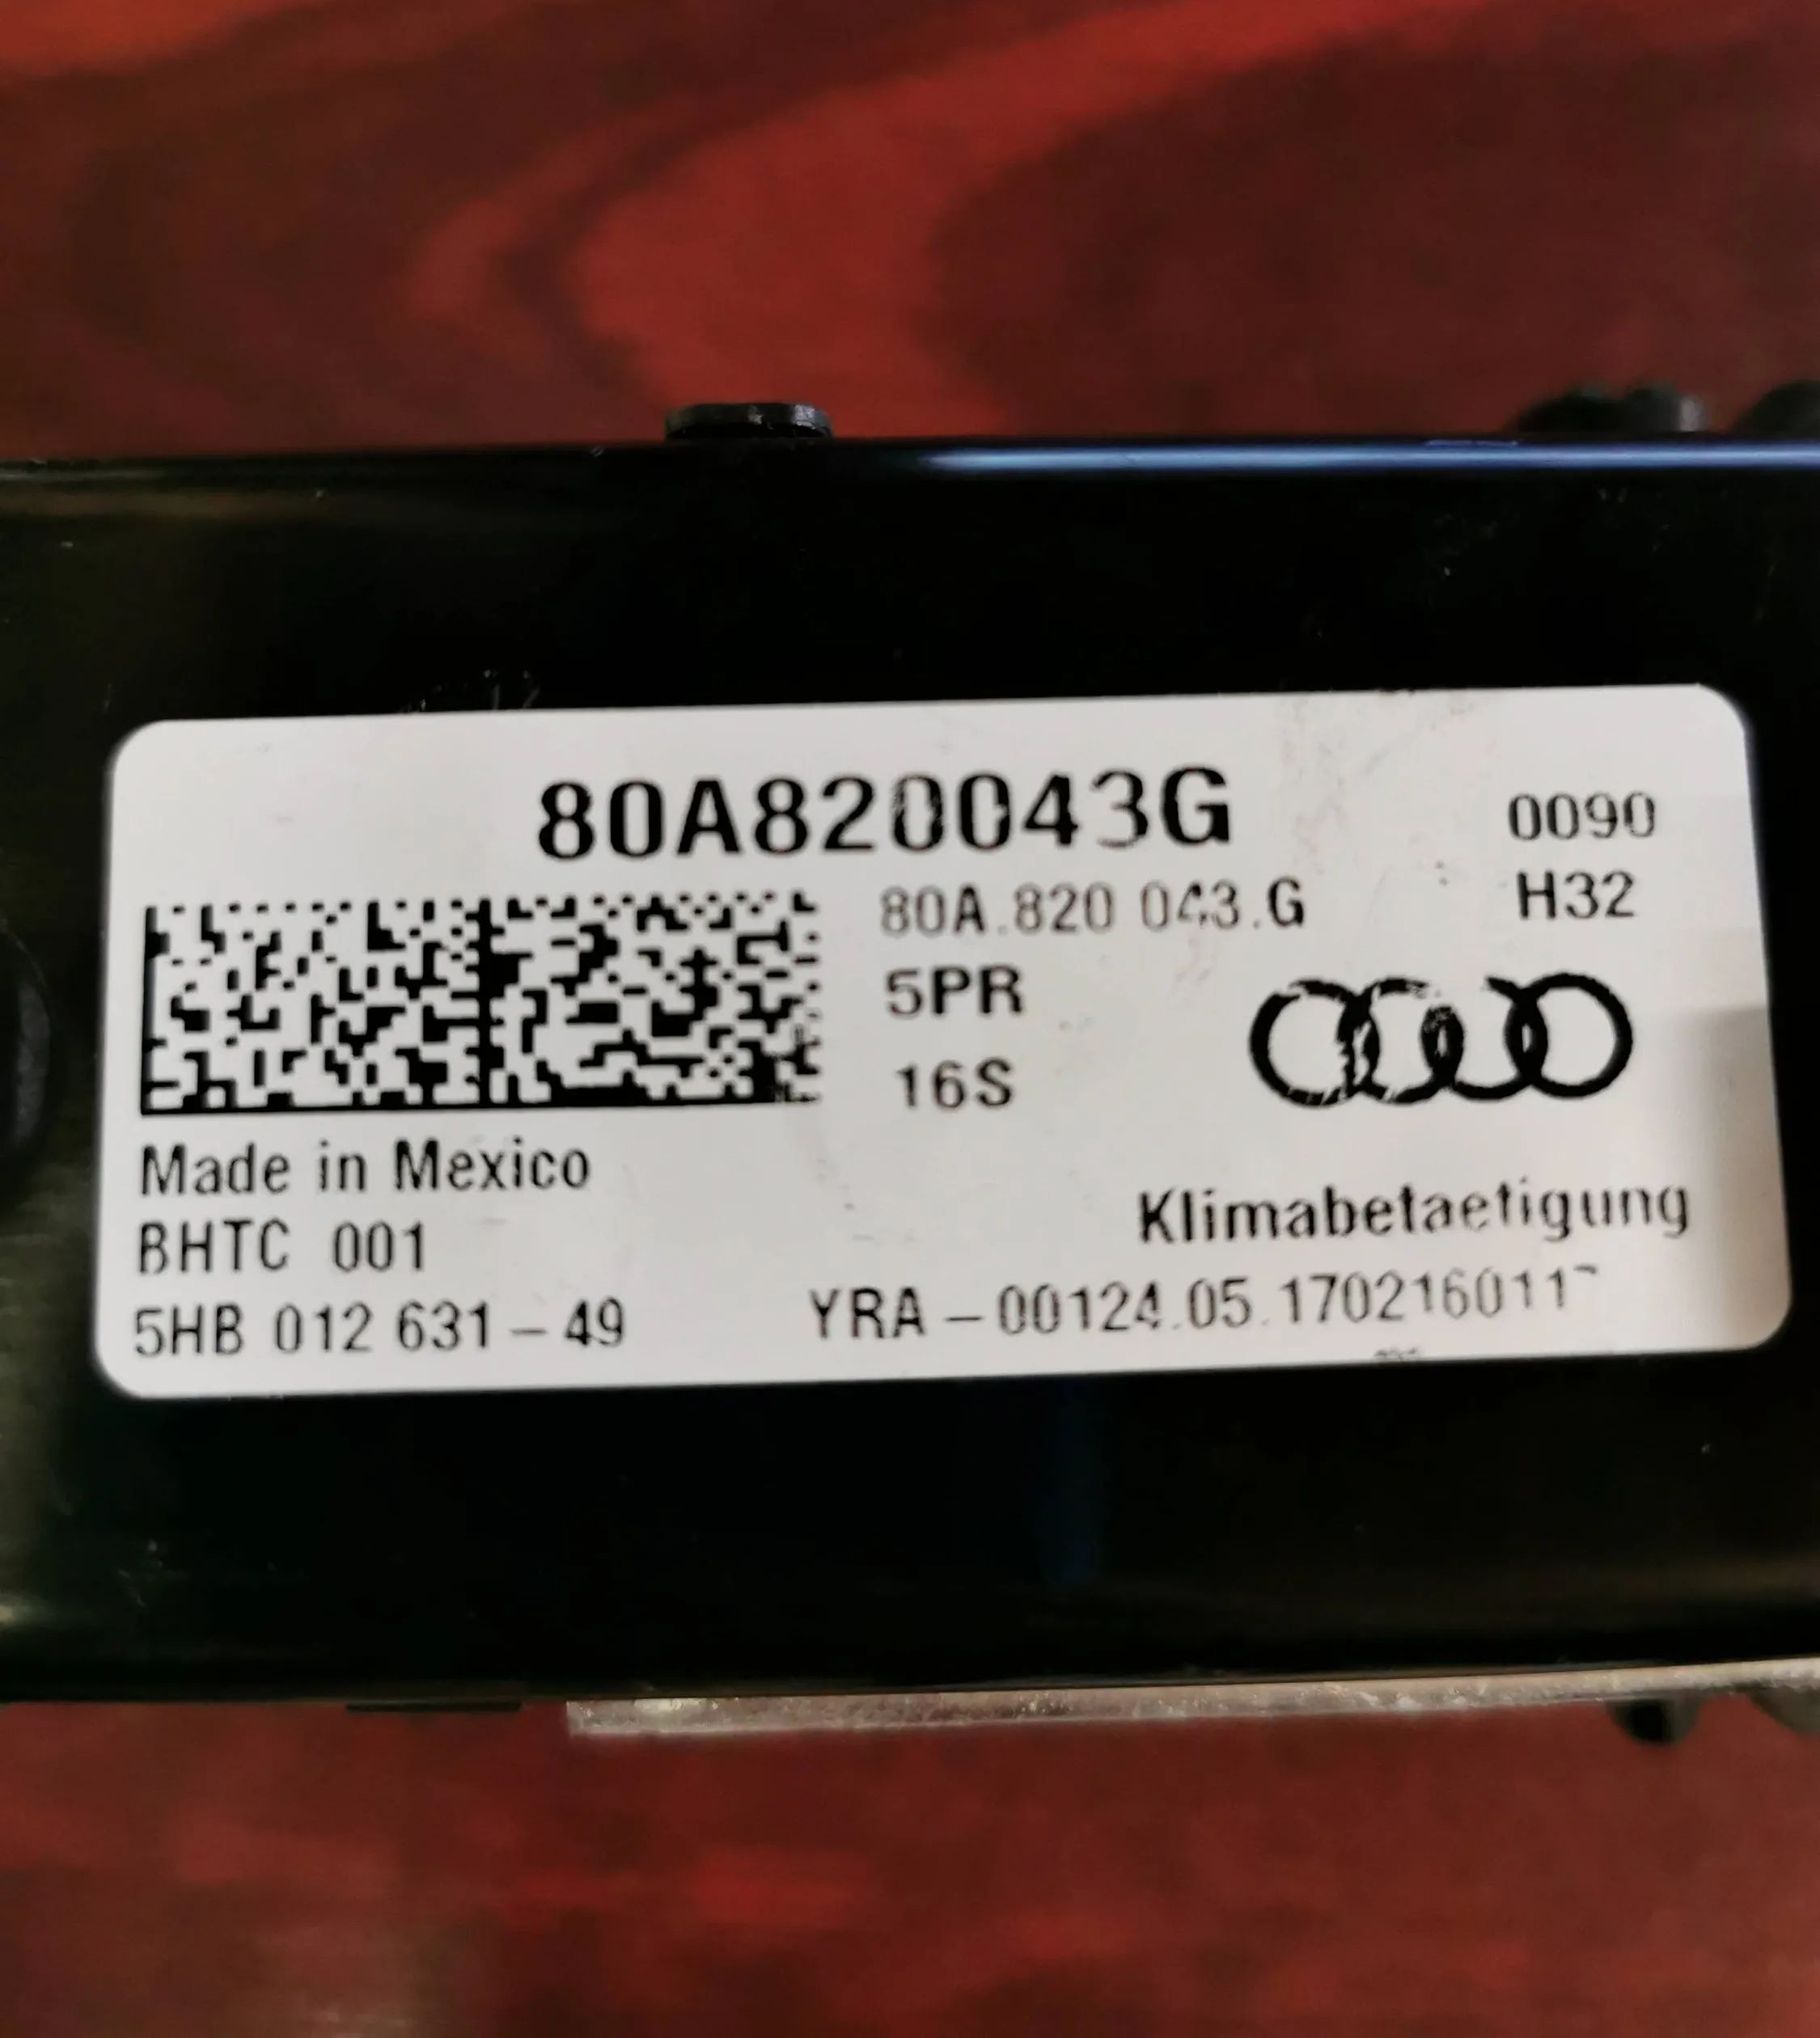 80A820043G
0090
80A.820 043.G
H32
5PR
16S
Made in Mexico
BHTC 001
Klimabetaetigung
5HB 012 631-49
YRA-00124.05.170216011